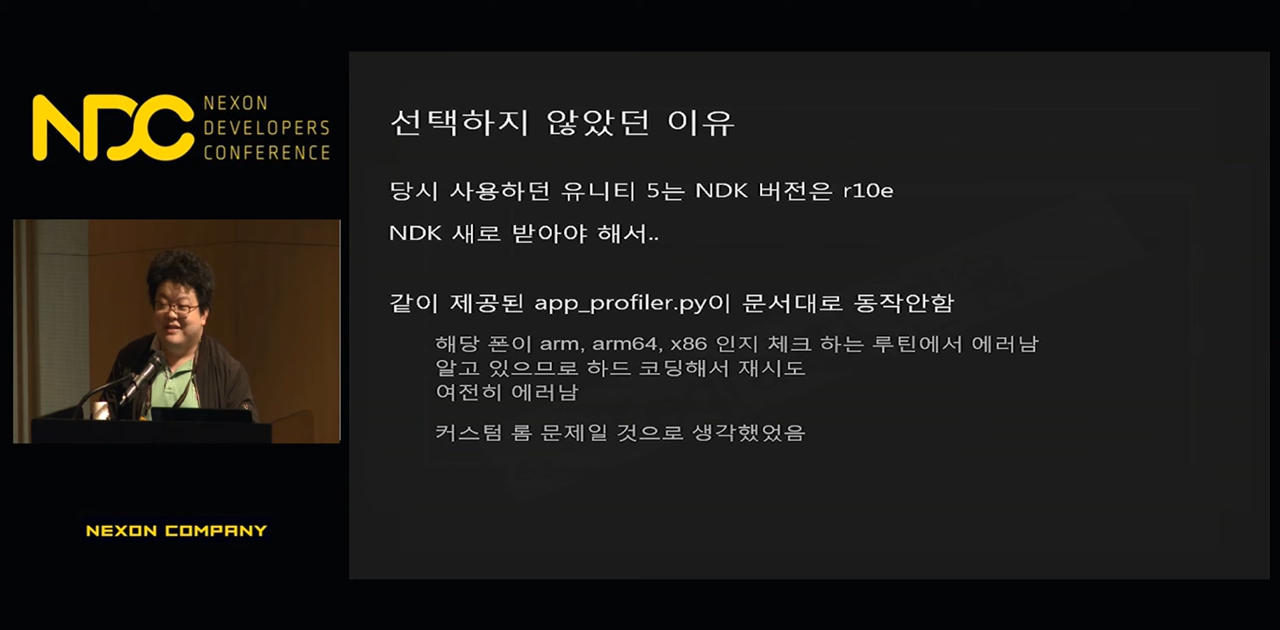 NDC
NEXON
DEVELOPERS
CONFERENCE
선택하지 않았던 이유
당시 사용하던 유니티 5는 NDK 버전은 r10e
NDK 새로 받아야 해서..
같이 제공된 app_profiler.py이 문서대로 동작안함
해당 폰이 arm, arm64, x86 인지 체크 하는 루틴에서 에러남
알고 있으므로 하드 코딩해서 재시도
여전히 에러남
커스텀 롬 문제일 것으로 생각했었음
NEXON COMPANY